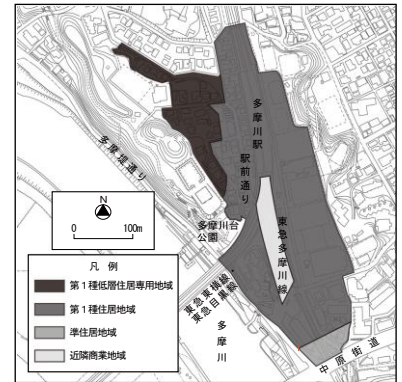 多摩川駅
駅前通り
多摩堤通り
多摩川台
公園
東急多摩川線
東急東横線・
東急目黒線
多摩川
中原街道
N
0 100m
凡例
第1種低層住居専用地域
第1種住居地域
準住居地域
近隣商業地域